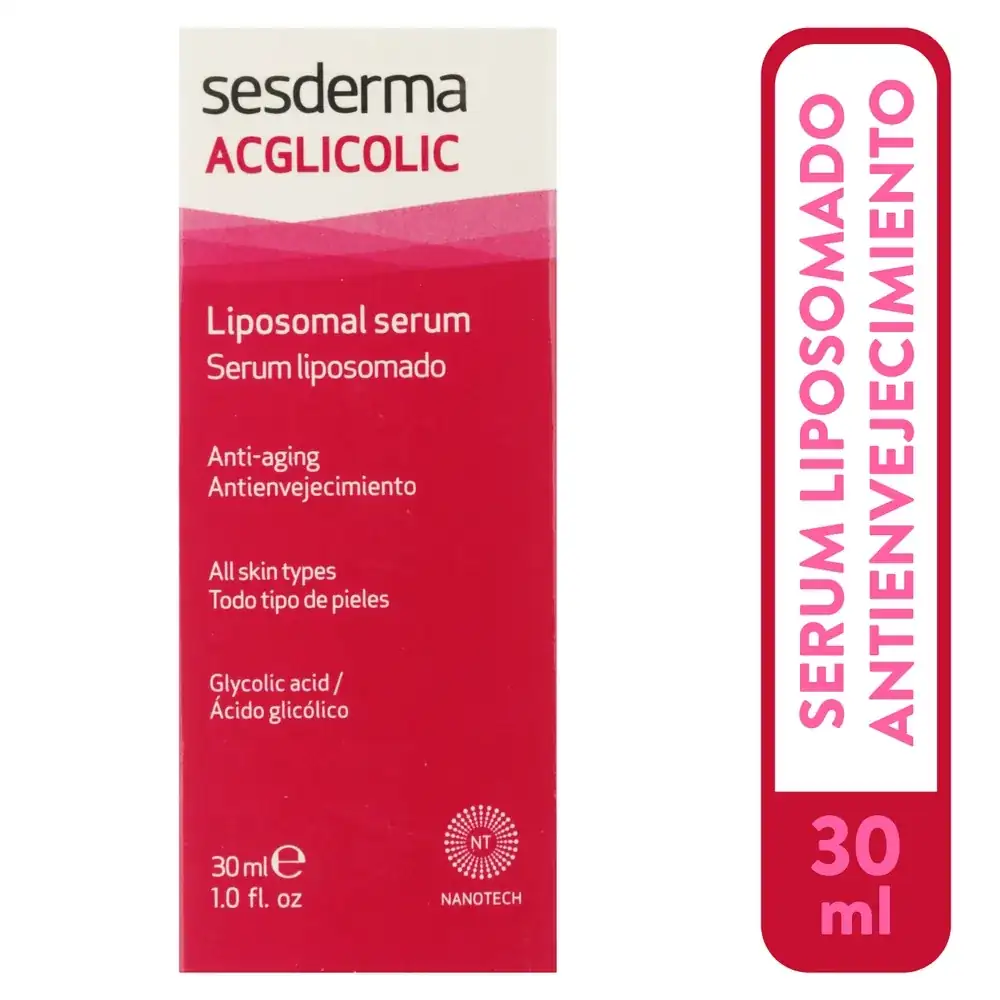 sesderma
ACGLICOLIC
Liposomal serum
Serum liposomado
Anti-aging
Antienvejecimiento
All skin types
Todo tipo de pieles
Glycolic acid /
Ácido glicólico
30 ml e
1.0 fl. oz
NT
NANOTECH
SERUM LIPOSOMADO
ANTIENVEJECIMIENTO
30
ml